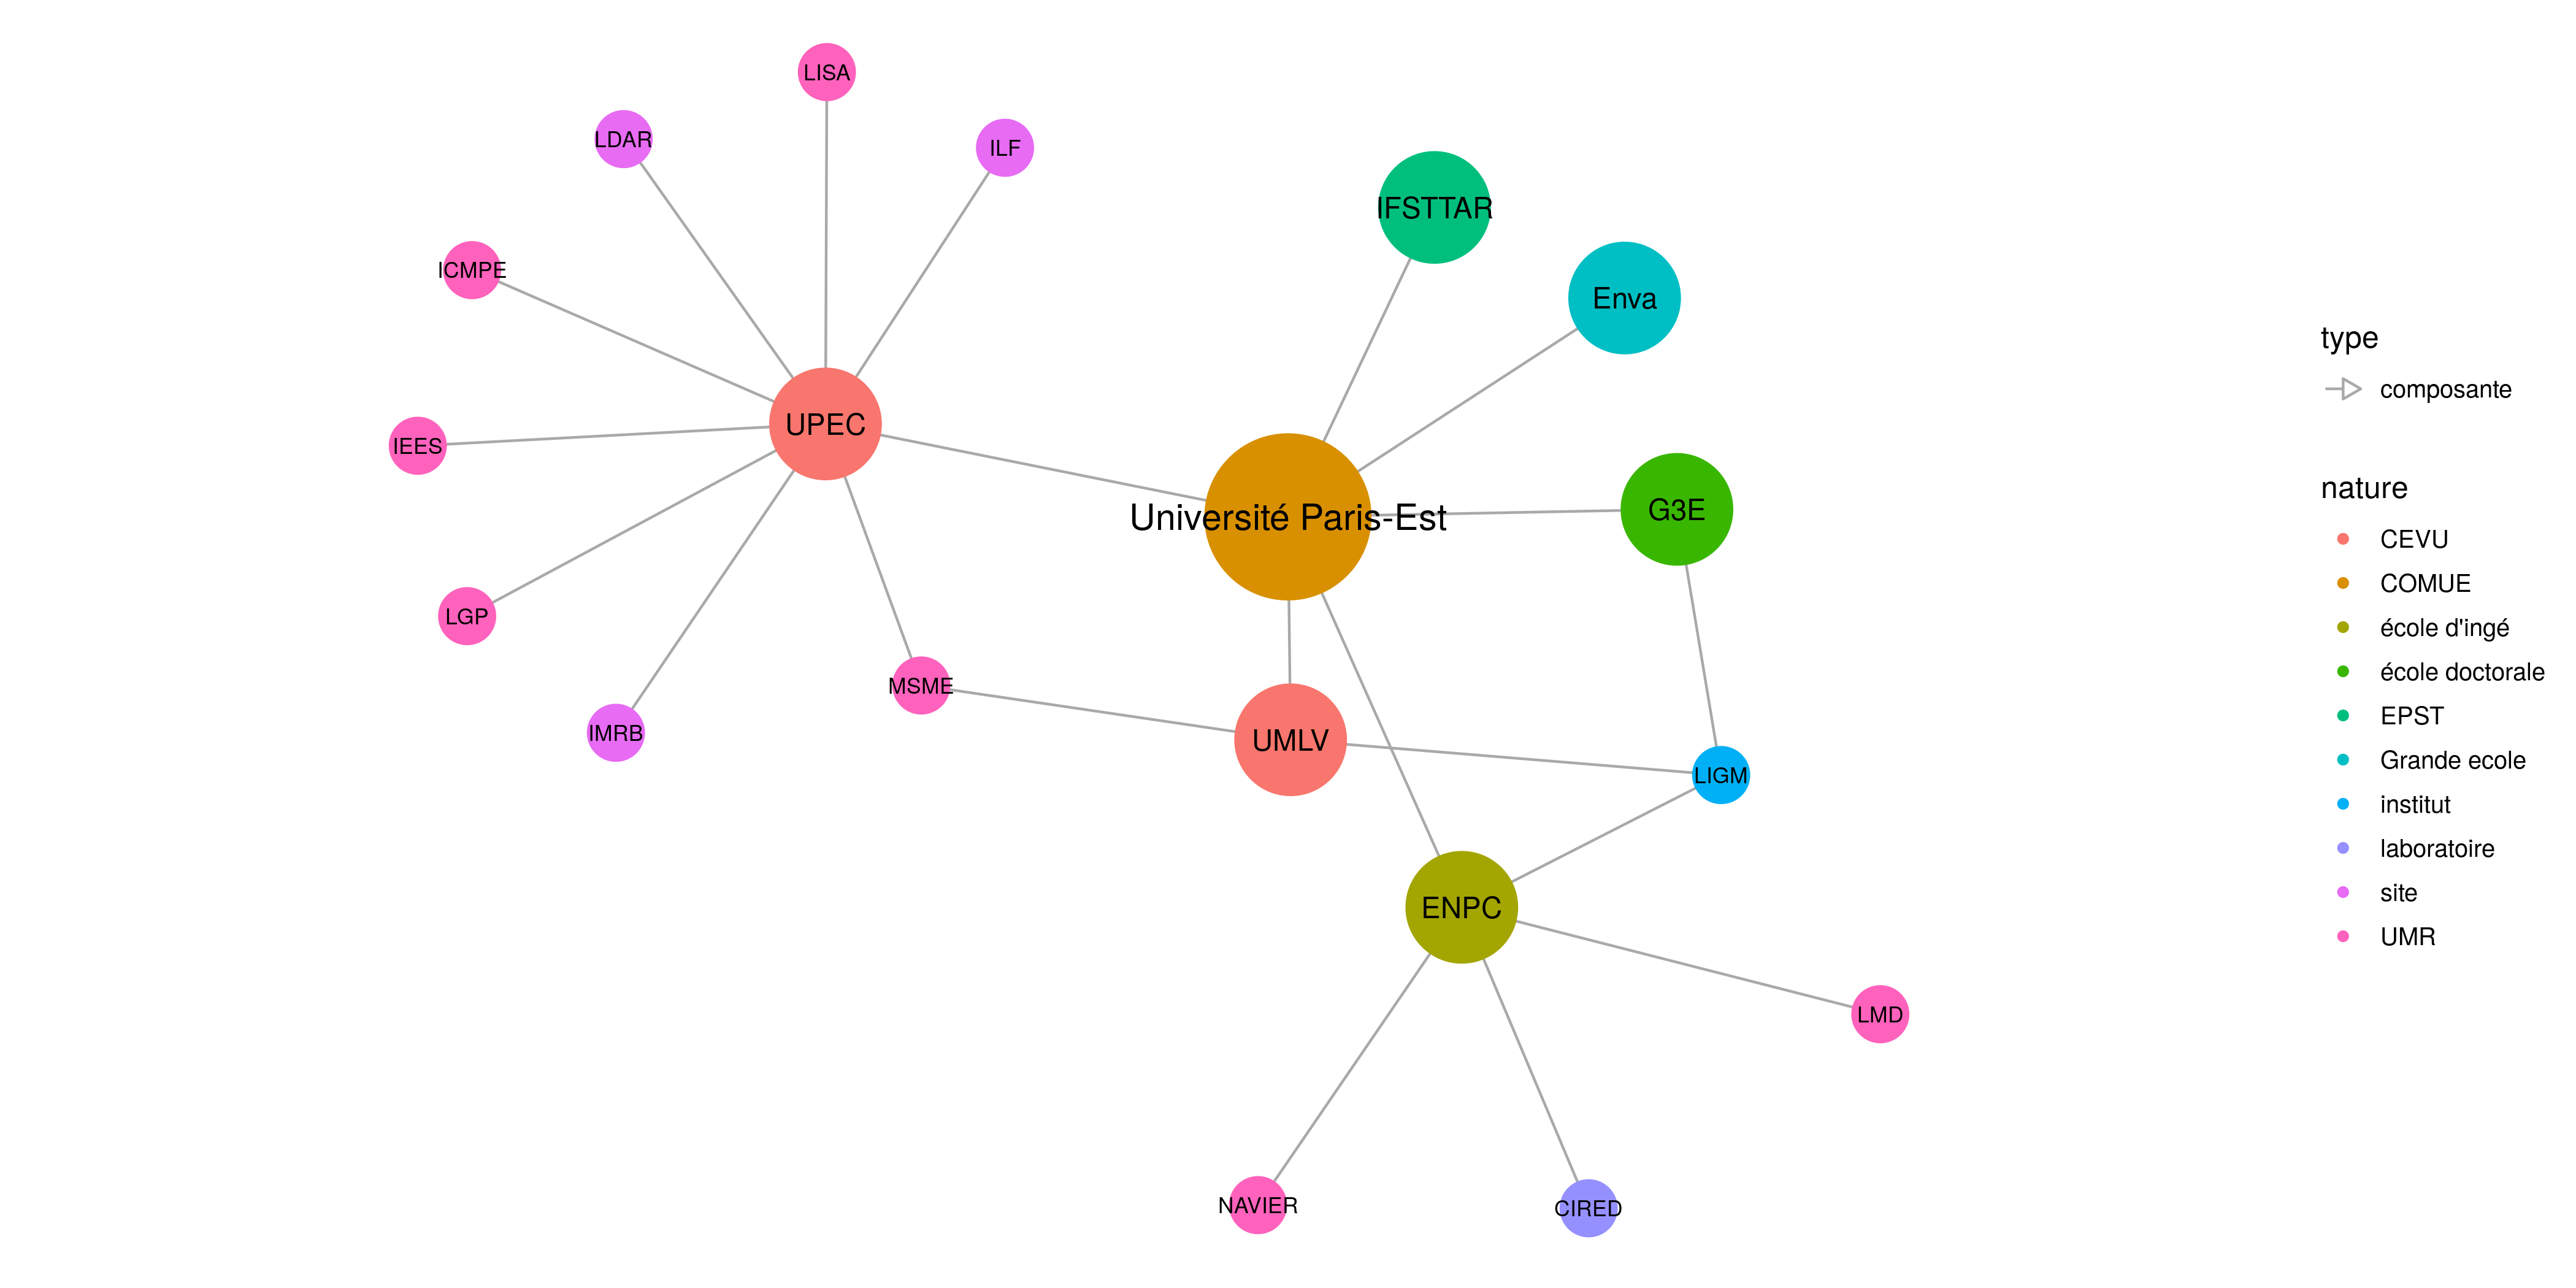 LISA
LDAR
ILF
IFSTTAR
ICMPE
Enva
UPEC
IEES
Université Paris-Est
G3E
LGP
MSME
IMRB
UMLV
LIGM
ENPC
LMD
NAVIER
CIRED
type
composante
nature
CEVU
COMUE
école d'ingé
école doctorale
EPST
Grande ecole
institut
laboratoire
site
UMR